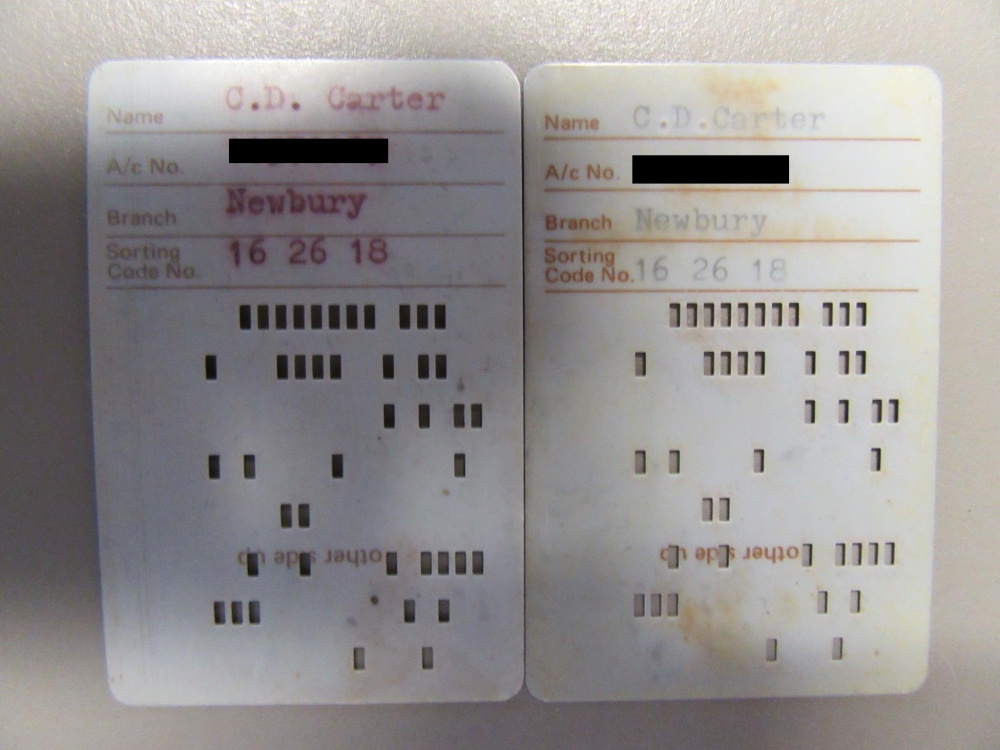 Name C.D. Carter
A/c No.
Branch Newbury
Sorting
Code No. 16 26 18
other side up
Name C.D.Carter
A/c No.
Branch Newbury
Sorting
Code No. 16 26 18
other side up